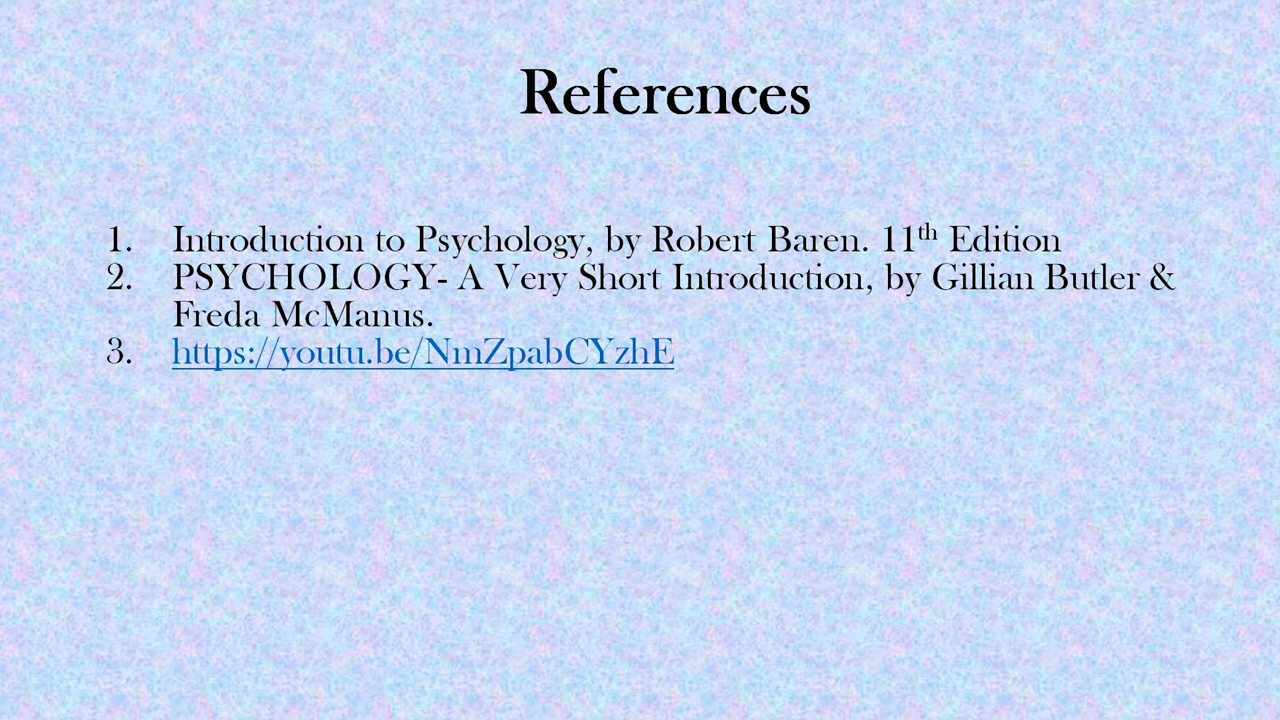 References
1. Introduction to Psychology, by Robert Baren. 11th Edition
2. PSYCHOLOGY- A Very Short Introduction, by Gillian Butler &
Freda McManus.
3. https://youtu.be/NmZpabCYzhE